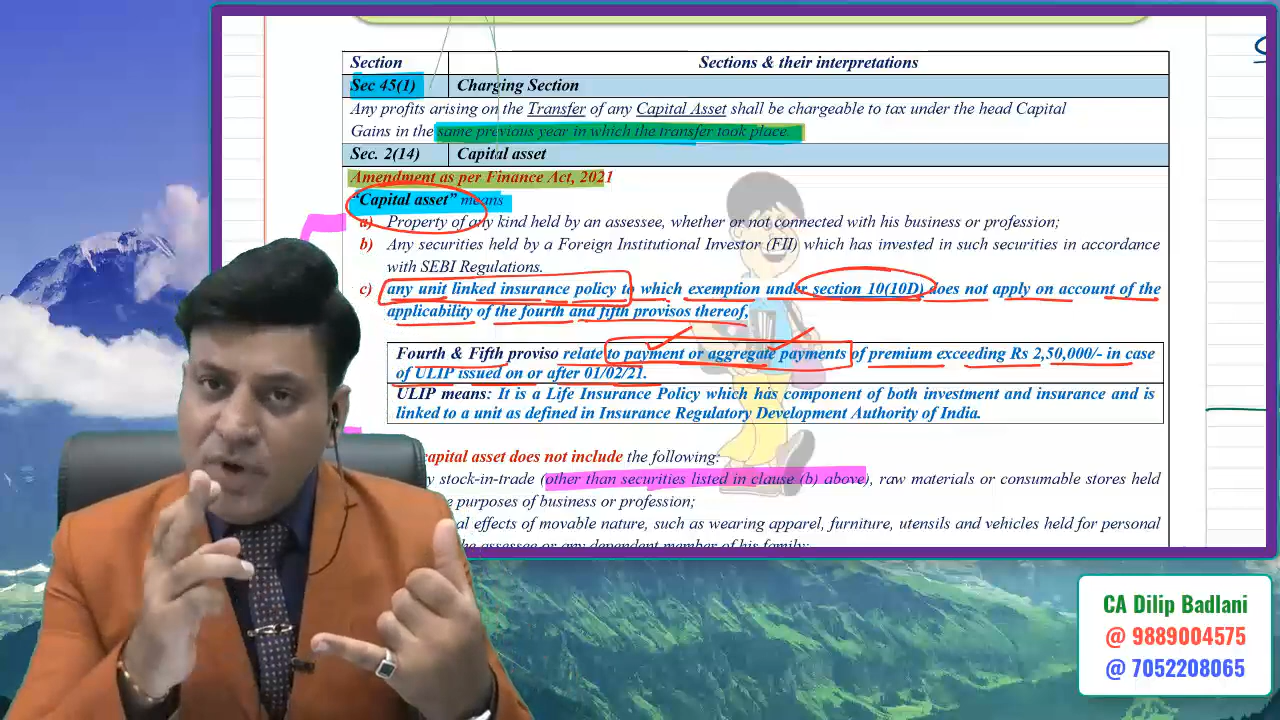 Section Sections & their interpretations
Sec 45(1) Charging Section
Any profits arising on the Transfer of any Capital Asset shall be chargeable to tax under the head Capital
Gains in the same previous year in which the transfer took place.
Sec. 2(14) Capital asset
Amendment as per Finance Act, 2021
“Capital asset” means
a) Property of any kind held by an assessee, whether or not connected with his business or profession;
b) Any securities held by a Foreign Institutional Investor (FII) which has invested in such securities in accordance
with SEBI Regulations.
c) any unit linked insurance policy to which exemption under section 10(10D) does not apply on account of the
applicability of the fourth and fifth provisos thereof,
Fourth & Fifth proviso relate to payment or aggregate payments of premium exceeding Rs 2,50,000/- in case
of ULIP issued on or after 01/02/21.
ULIP means: It is a Life Insurance Policy which has component of both investment and insurance and is
linked to a unit as defined in Insurance Regulatory Development Authority of India.
capital asset does not include the following:
stock-in-trade (other than securities listed in clause (b) above), raw materials or consumable stores held
purposes of business or profession;
effects of movable nature, such as wearing apparel, furniture, utensils and vehicles held for personal
the assessee or any dependent member of his family;
CA Dilip Badlani
@ 9889004575
@ 7052208065